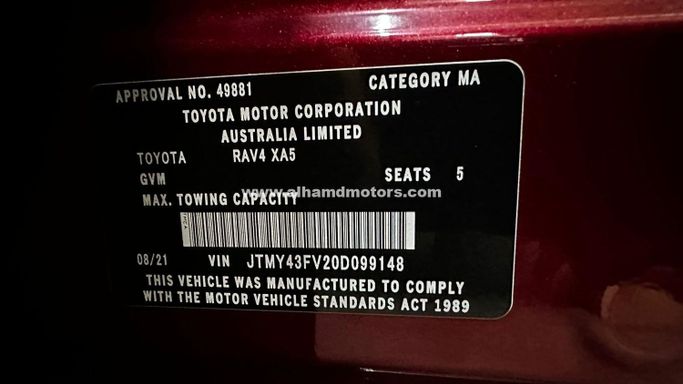 APPROVAL NO. 49881 CATEGORY MA
TOYOTA MOTOR CORPORATION
AUSTRALIA LIMITED
TOYOTA RAV4 XA5
GVM SEATS 5
www.alhamdmotors.com
MAX. TOWING CAPACITY
08/21 VIN JTMY43FV20D099148
THIS VEHICLE WAS MANUFACTURED TO COMPLY
WITH THE MOTOR VEHICLE STANDARDS ACT 1989